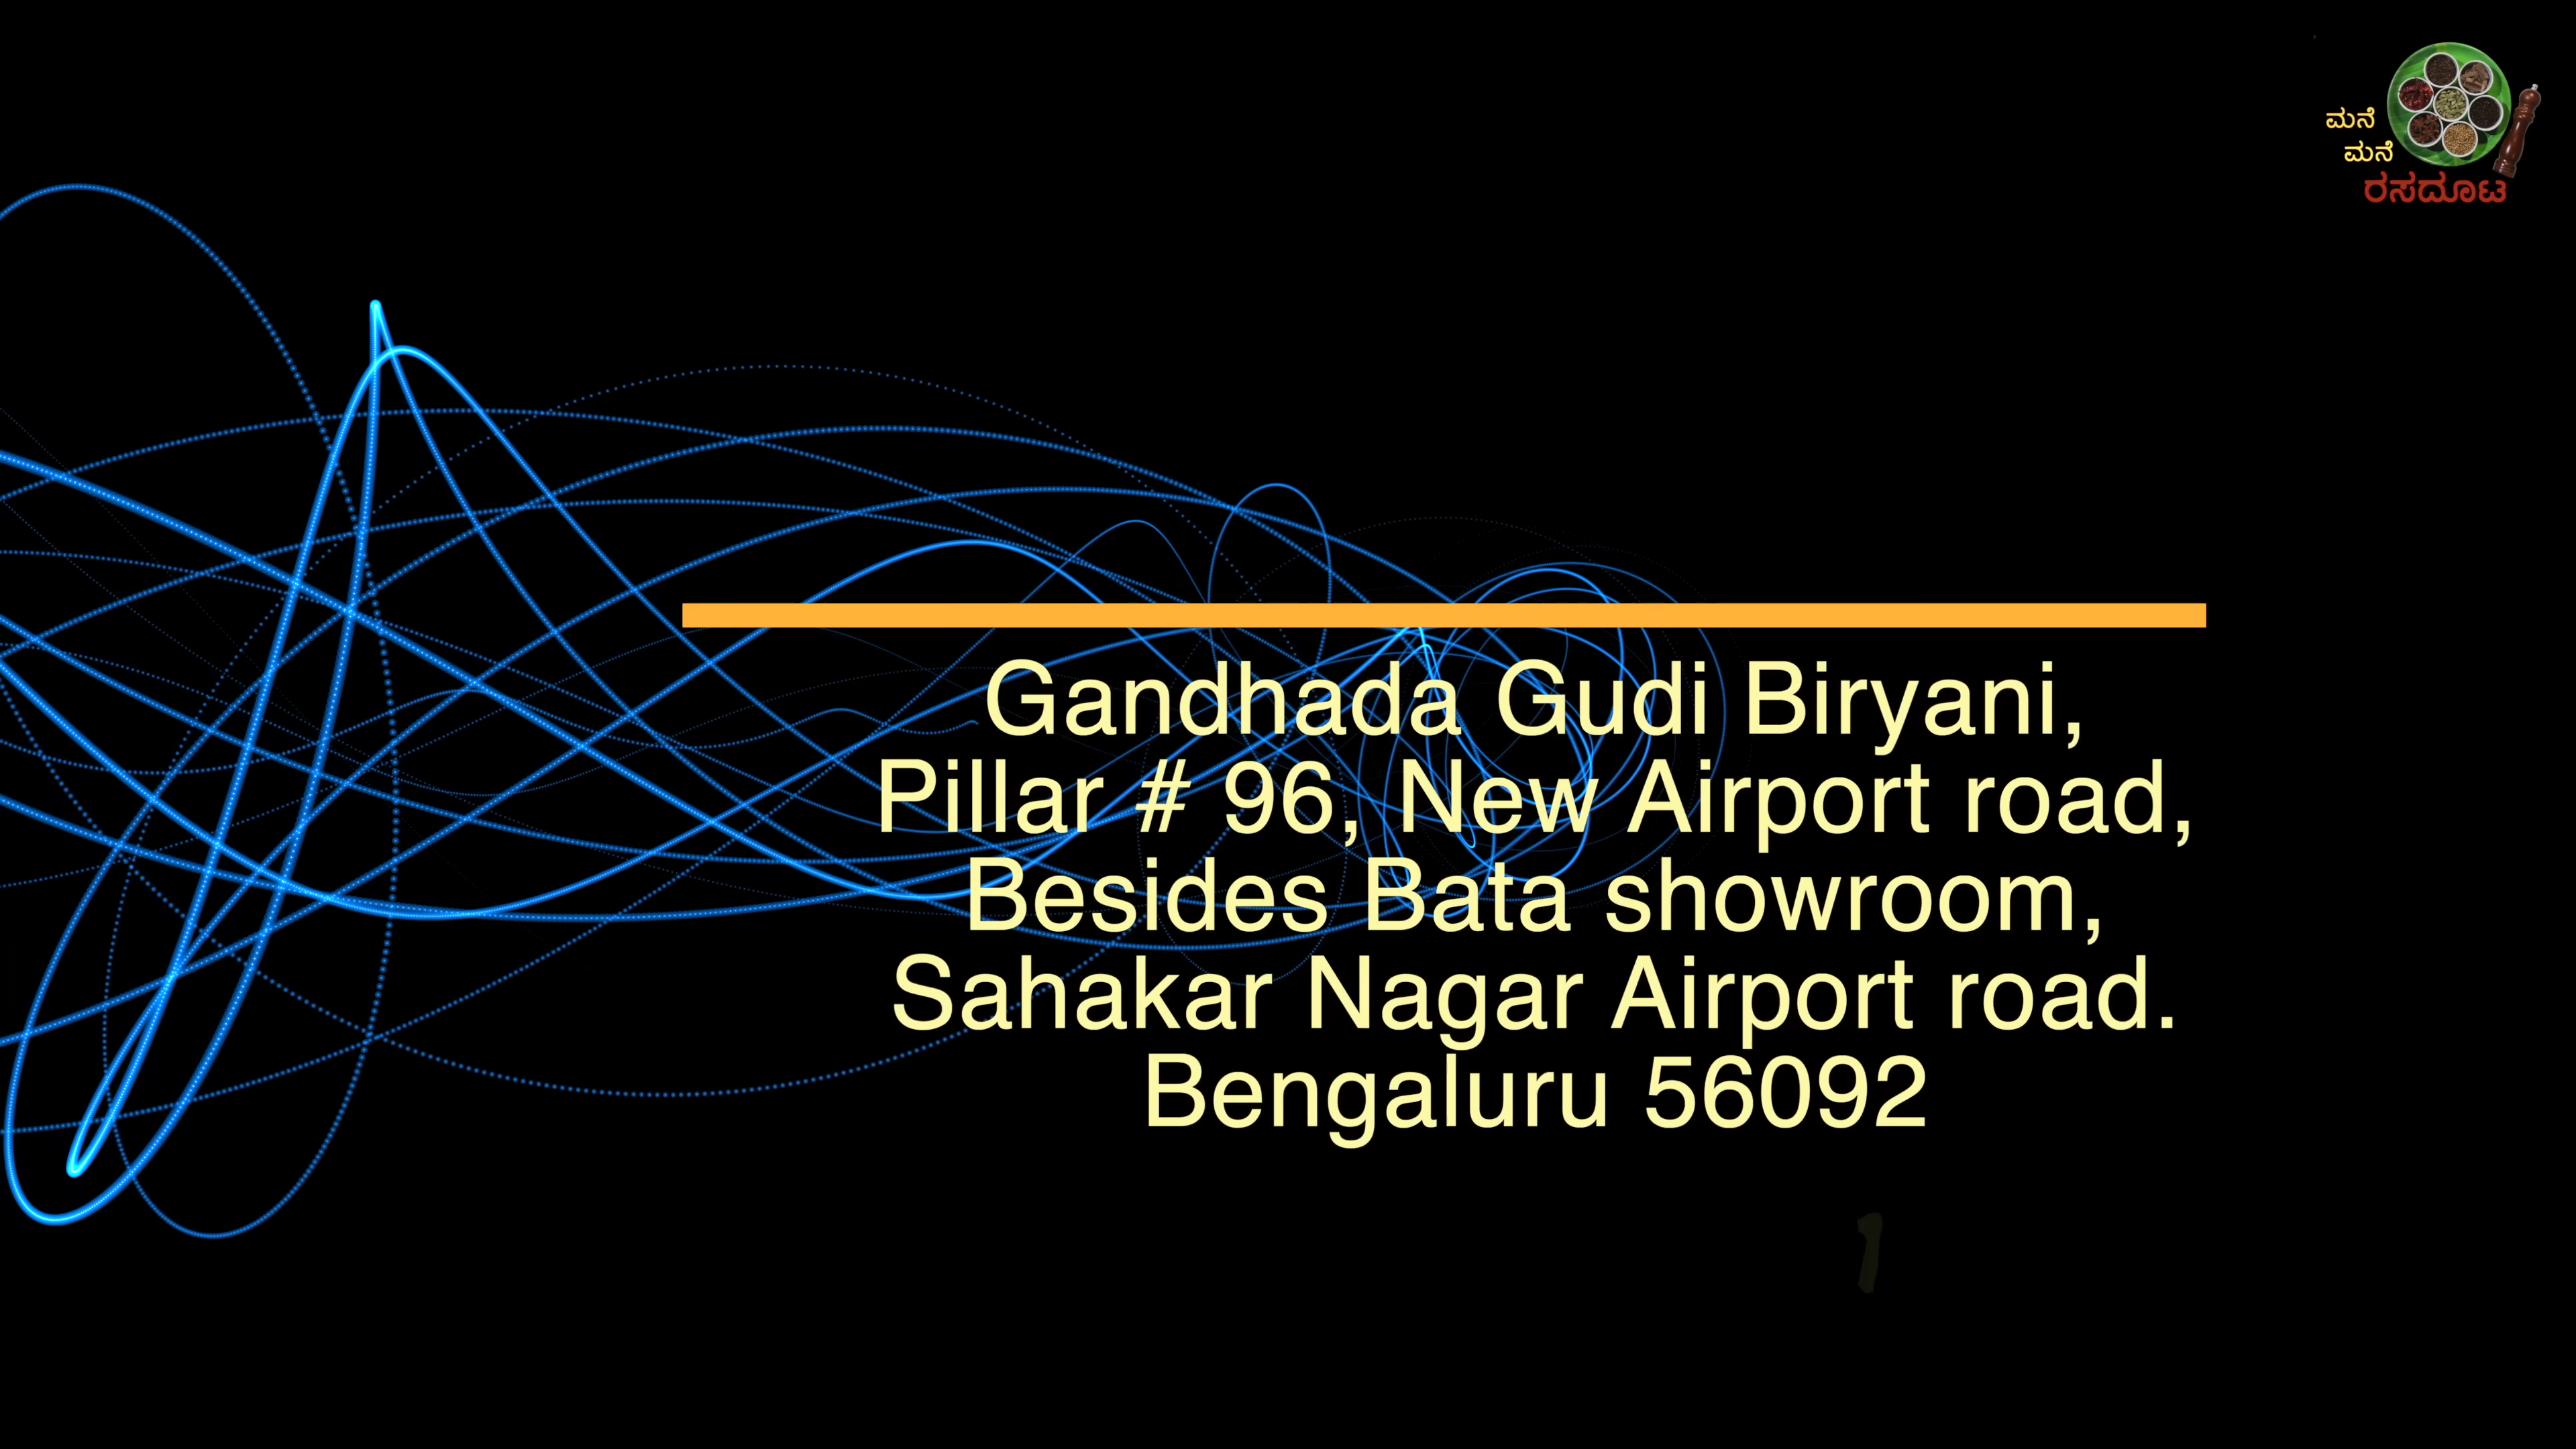 ಮನೆ
ಮನೆ
ರಸದೂಟ
Gandhada Gudi Biryani,
Pillar # 96, New Airport road,
Besides Bata showroom,
Sahakar Nagar Airport road.
Bengaluru 56092
1